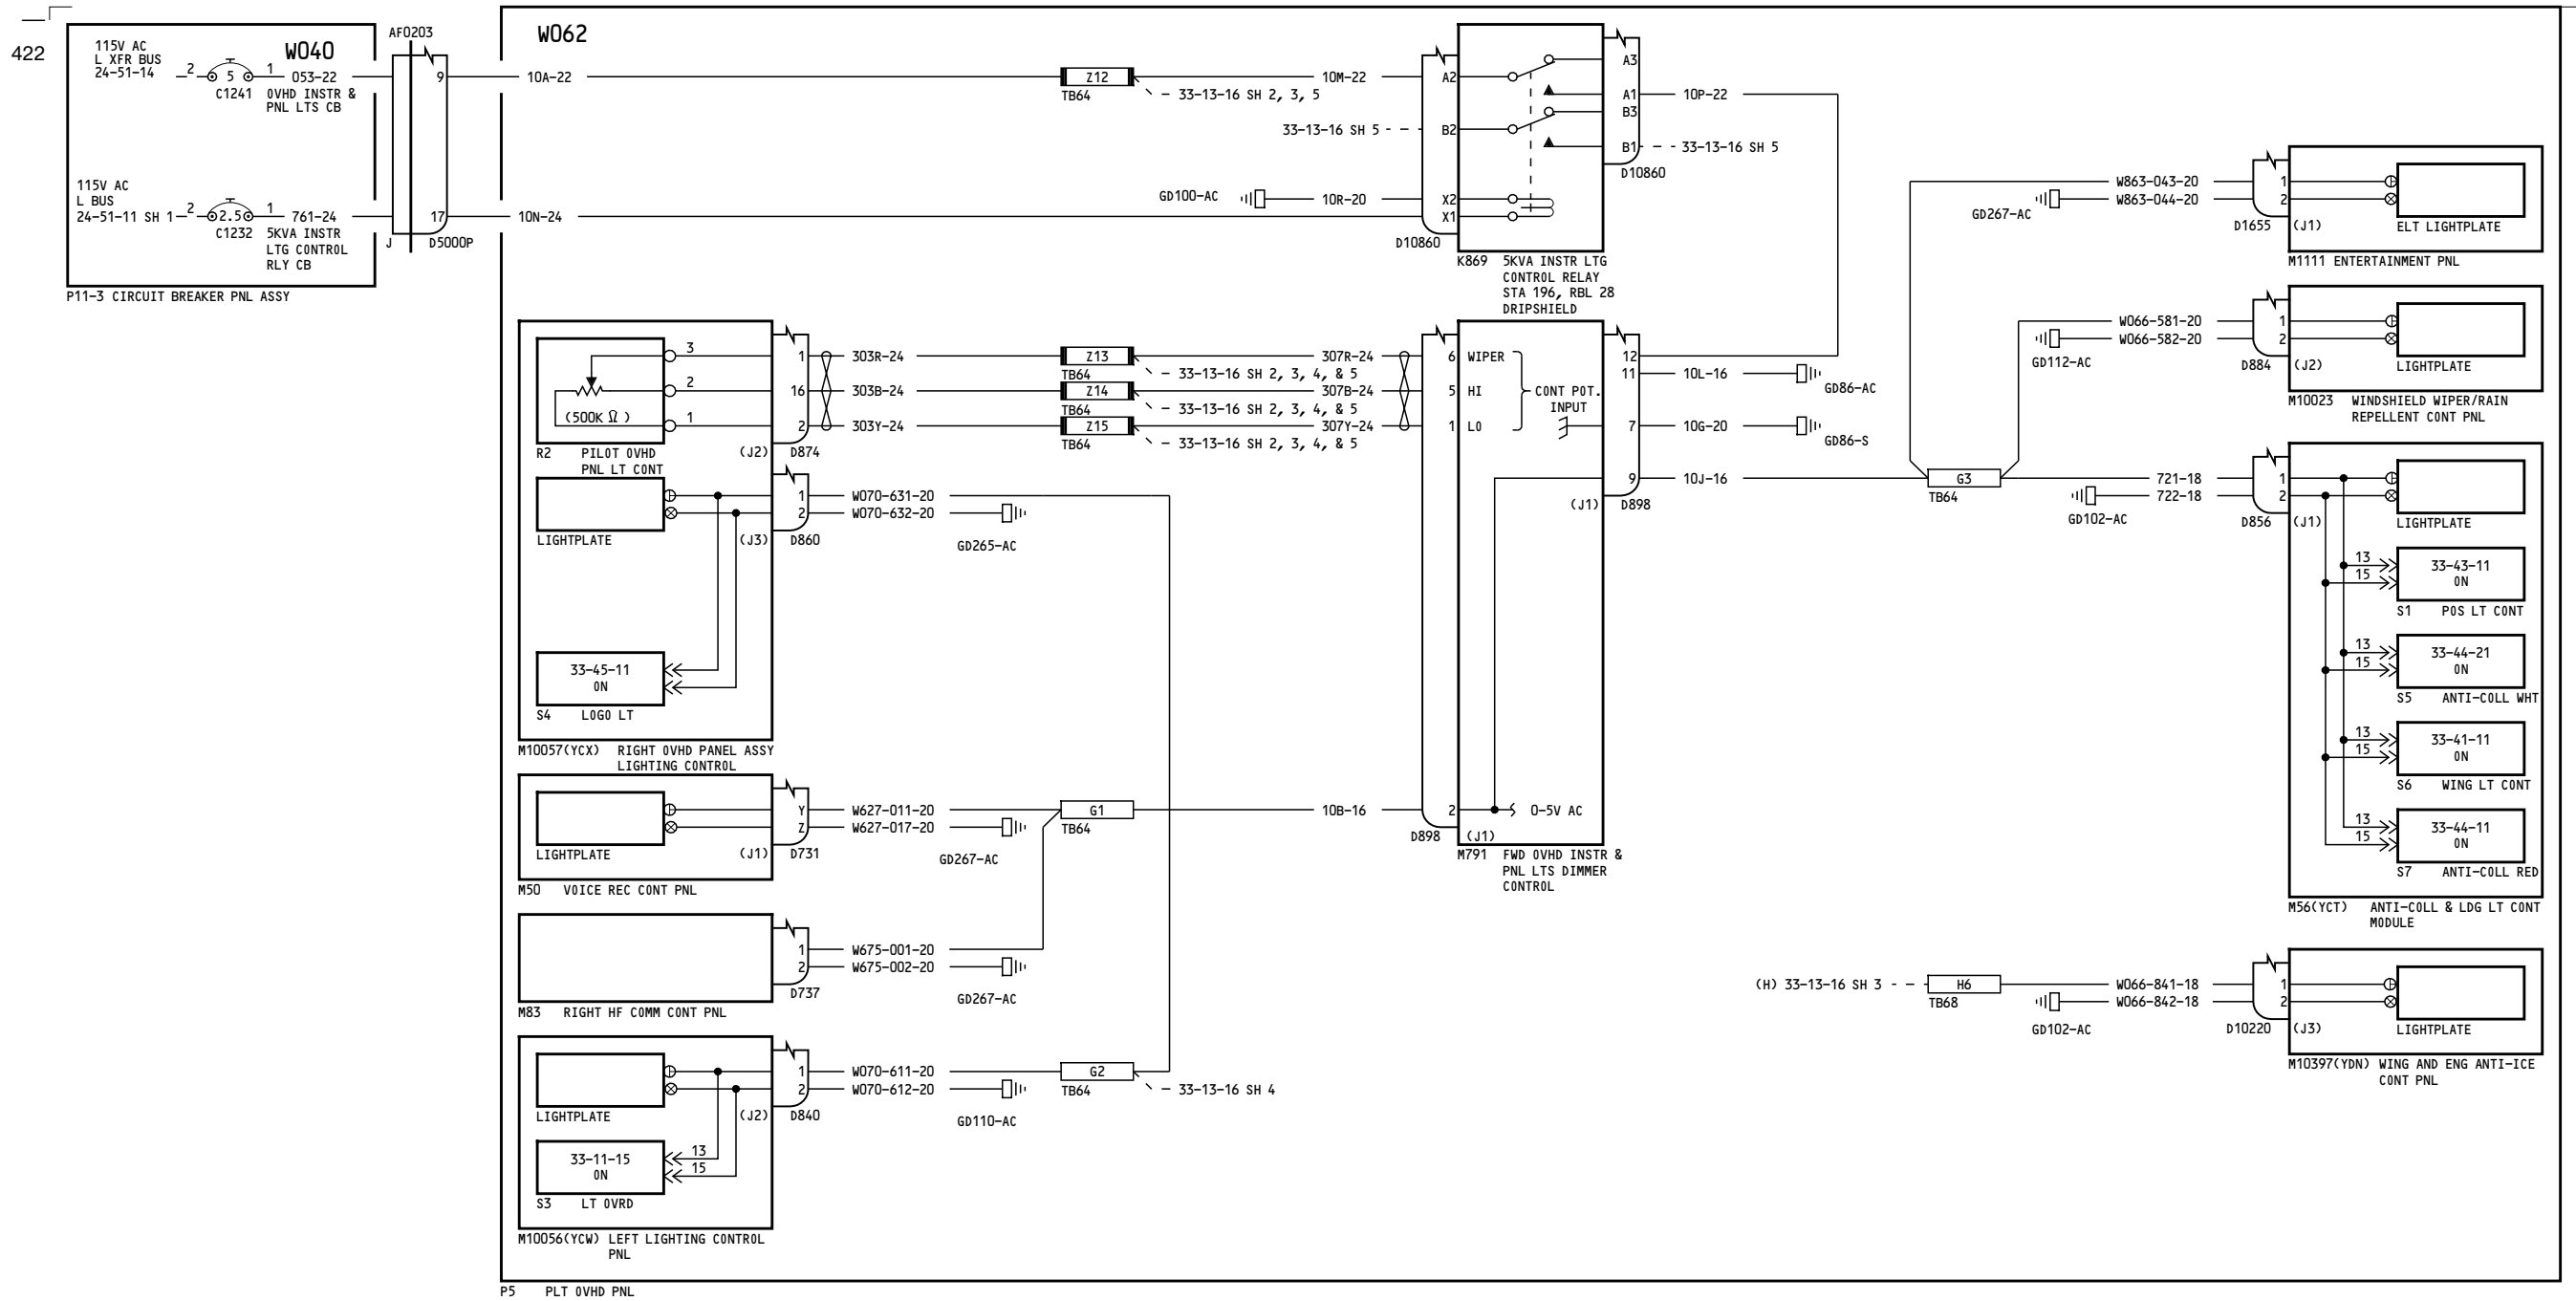 422
115V AC
L XFR BUS
24-51-14
2
5
C1241
1
W040
053-22
OVHD INSTR &
PNL LTS CB
115V AC
L BUS
24-51-11 SH 1
2
2.5
C1232
1
761-24
5KVA INSTR
LTG CONTROL
RLY CB
P11-3 CIRCUIT BREAKER PNL ASSY
AF0203
9
17
J
D5000P
W062
10A-22
10N-24
Z12
TB64
33-13-16 SH 2, 3, 5
10M-22
33-13-16 SH 5
GD100-AC
10R-20
A2
B2
X2
X1
D10860
A3
A1
B3
B1
D10860
10P-22
33-13-16 SH 5
K869 5KVA INSTR LTG
CONTROL RELAY
STA 196, RBL 28
DRIPSHIELD
3
2
1
(500K Ω)
R2 PILOT OVHD
PNL LT CONT
1
16
2
(J2) D874
303R-24
303B-24
303Y-24
Z13
TB64
33-13-16 SH 2, 3, 4, & 5
Z14
TB64
33-13-16 SH 2, 3, 4, & 5
Z15
TB64
33-13-16 SH 2, 3, 4, & 5
307R-24
307B-24
307Y-24
6 WIPER
5 HI
1 LO
CONT POT.
INPUT
12
11
7
9
(J1) D898
10L-16
GD86-AC
10G-20
GD86-S
10J-16
LIGHTPLATE
1
2
(J3) D860
W070-631-20
W070-632-20
GD265-AC
33-45-11
ON
S4 LOGO LT
M10057(YCX) RIGHT OVHD PANEL ASSY
LIGHTING CONTROL
LIGHTPLATE
Y
Z
(J1) D731
W627-011-20
W627-017-20
GD267-AC
G1
TB64
10B-16
2
D898 (J1)
0-5V AC
M791 FWD OVHD INSTR &
PNL LTS DIMMER
CONTROL
M50 VOICE REC CONT PNL
1
2
D737
W675-001-20
W675-002-20
GD267-AC
M83 RIGHT HF COMM CONT PNL
LIGHTPLATE
1
2
(J2) D840
W070-611-20
W070-612-20
GD110-AC
G2
TB64
33-13-16 SH 4
33-11-15
ON
13
15
S3 LT OVRD
M10056(YCW) LEFT LIGHTING CONTROL
PNL
P5 PLT OVHD PNL
W863-043-20
W863-044-20
GD267-AC
1
2
D1655 (J1)
ELT LIGHTPLATE
M1111 ENTERTAINMENT PNL
W066-581-20
W066-582-20
GD112-AC
1
2
D884 (J2)
LIGHTPLATE
M10023 WINDSHIELD WIPER/RAIN
REPELLENT CONT PNL
G3
TB64
721-18
722-18
GD102-AC
1
2
D856 (J1)
LIGHTPLATE
13
15
33-43-11
ON
S1 POS LT CONT
13
15
33-44-21
ON
S5 ANTI-COLL WHT
13
15
33-41-11
ON
S6 WING LT CONT
13
15
33-44-11
ON
S7 ANTI-COLL RED
M56(YCT) ANTI-COLL & LDG LT CONT
MODULE
(H) 33-13-16 SH 3
H6
TB68
W066-841-18
W066-842-18
GD102-AC
1
2
D10220 (J3)
LIGHTPLATE
M10397(YDN) WING AND ENG ANTI-ICE
CONT PNL